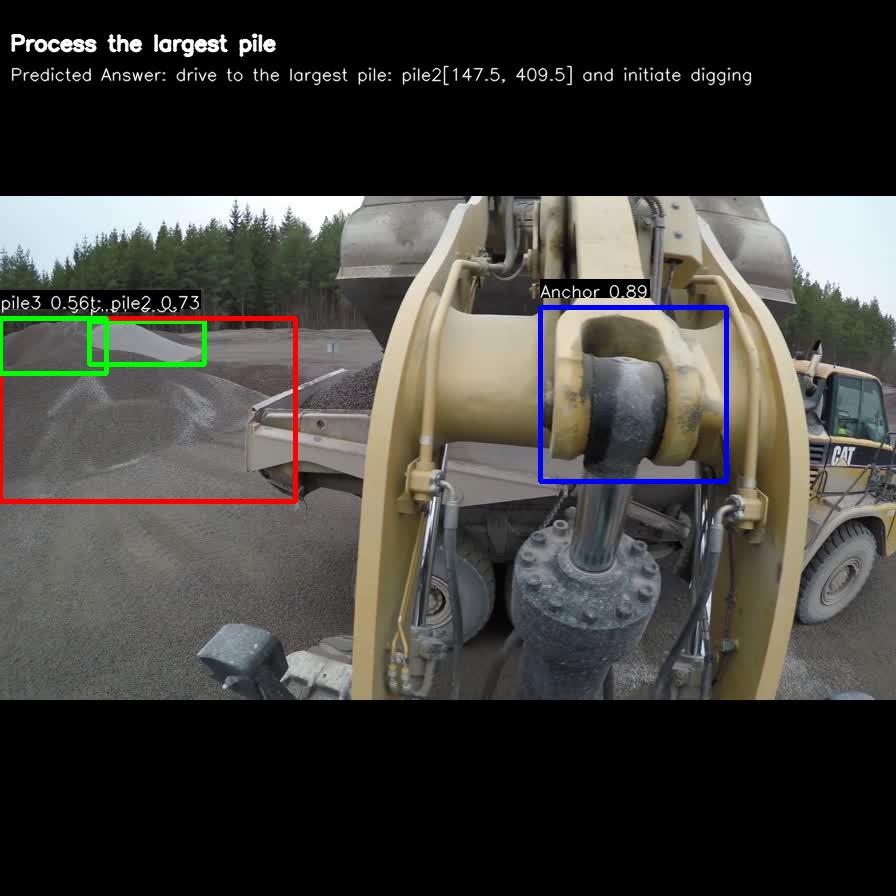 Process the largest pile
Predicted Answer: drive to the largest pile: pile2[147.5, 409.5] and initiate digging
Anchor 0.89
pile3 0.56
pile2 0.73
CAT